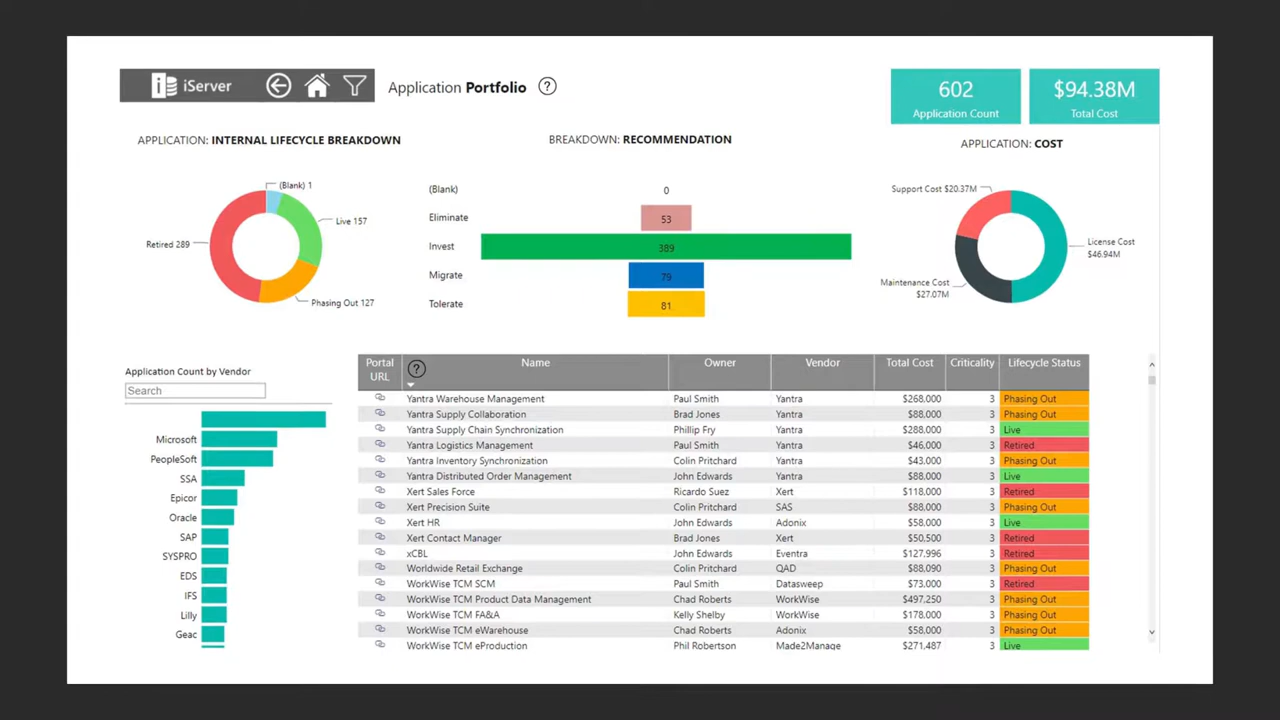 iServer
Application Portfolio ?
602
Application Count
$94.38M
Total Cost
APPLICATION: INTERNAL LIFECYCLE BREAKDOWN
(Blank) 1
Live 157
Retired 289
Phasing Out 127
BREAKDOWN: RECOMMENDATION
(Blank) 0
Eliminate 53
Invest 389
Migrate 79
Tolerate 81
APPLICATION: COST
Support Cost $20.37M
License Cost
$46.94M
Maintenance Cost
$27.07M
Application Count by Vendor
Search
Microsoft
PeopleSoft
SSA
Epicor
Oracle
SAP
SYSPRO
EDS
IFS
Lilly
Geac
Portal URL ? Name Owner Vendor Total Cost Criticality Lifecycle Status
Yantra Warehouse Management Paul Smith Yantra $268.000 3 Phasing Out
Yantra Supply Collaboration Brad Jones Yantra $88.000 3 Phasing Out
Yantra Supply Chain Synchronization Phillip Fry Yantra $288.000 3 Live
Yantra Logistics Management Paul Smith Yantra $46.000 3 Retired
Yantra Inventory Synchronization Colin Pritchard Yantra $43.000 3 Phasing Out
Yantra Distributed Order Management John Edwards Yantra $88.000 3 Live
Xert Sales Force Ricardo Suez Xert $118.000 3 Retired
Xert Precision Suite Colin Pritchard SAS $88.000 3 Phasing Out
Xert HR John Edwards Adonix $58.000 3 Live
Xert Contact Manager Brad Jones Xert $50.500 3 Retired
xCBL John Edwards Eventra $127.996 3 Retired
Worldwide Retail Exchange Colin Pritchard QAD $88.090 3 Phasing Out
WorkWise TCM SCM Paul Smith Datasweep $73.000 3 Retired
WorkWise TCM Product Data Management Chad Roberts WorkWise $497.250 3 Phasing Out
WorkWise TCM FA&A Kelly Shelby WorkWise $178.000 3 Phasing Out
WorkWise TCM eWarehouse Chad Roberts Adonix $58.000 3 Phasing Out
WorkWise TCM eProduction Phil Robertson Made2Manage $271.487 3 Live